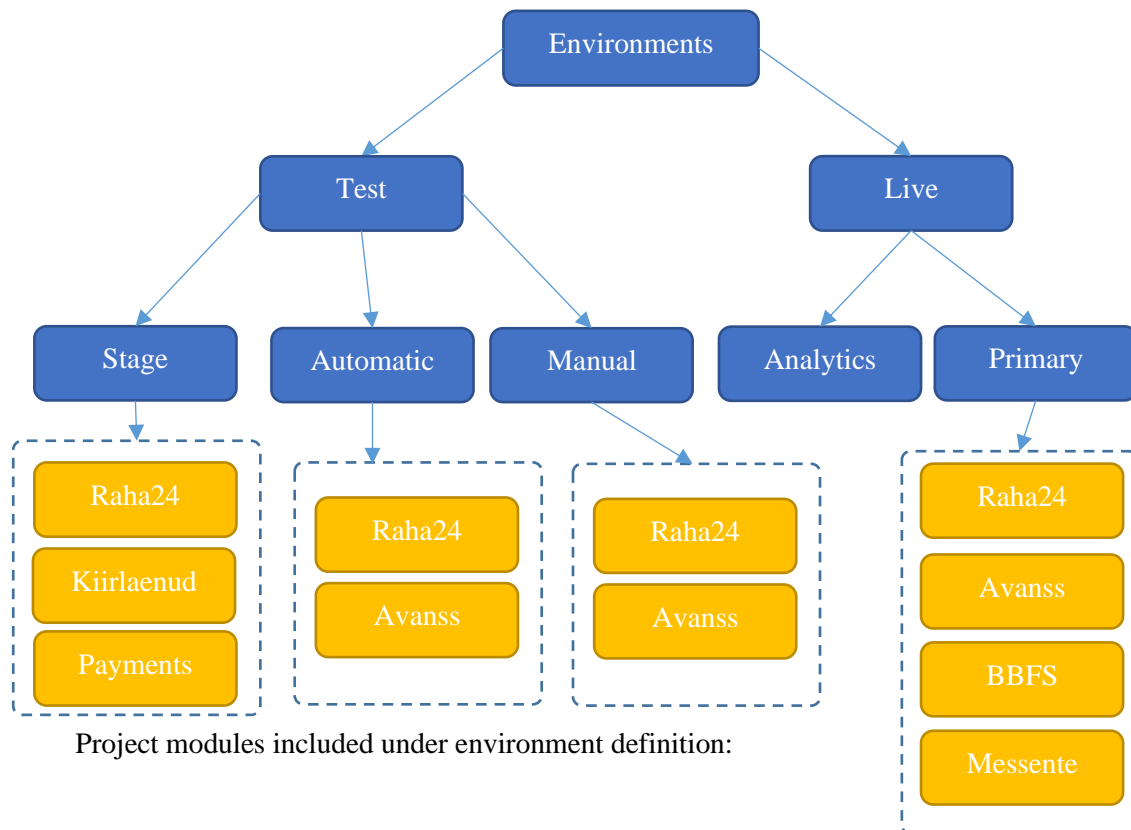 Environments
Test
Live
Stage
Automatic
Manual
Analytics
Primary
Raha24
Kiirlaenud
Payments
Raha24
Avanss
Raha24
Avanss
Raha24
Avanss
BBFS
Messente
Project modules included under environment definition: